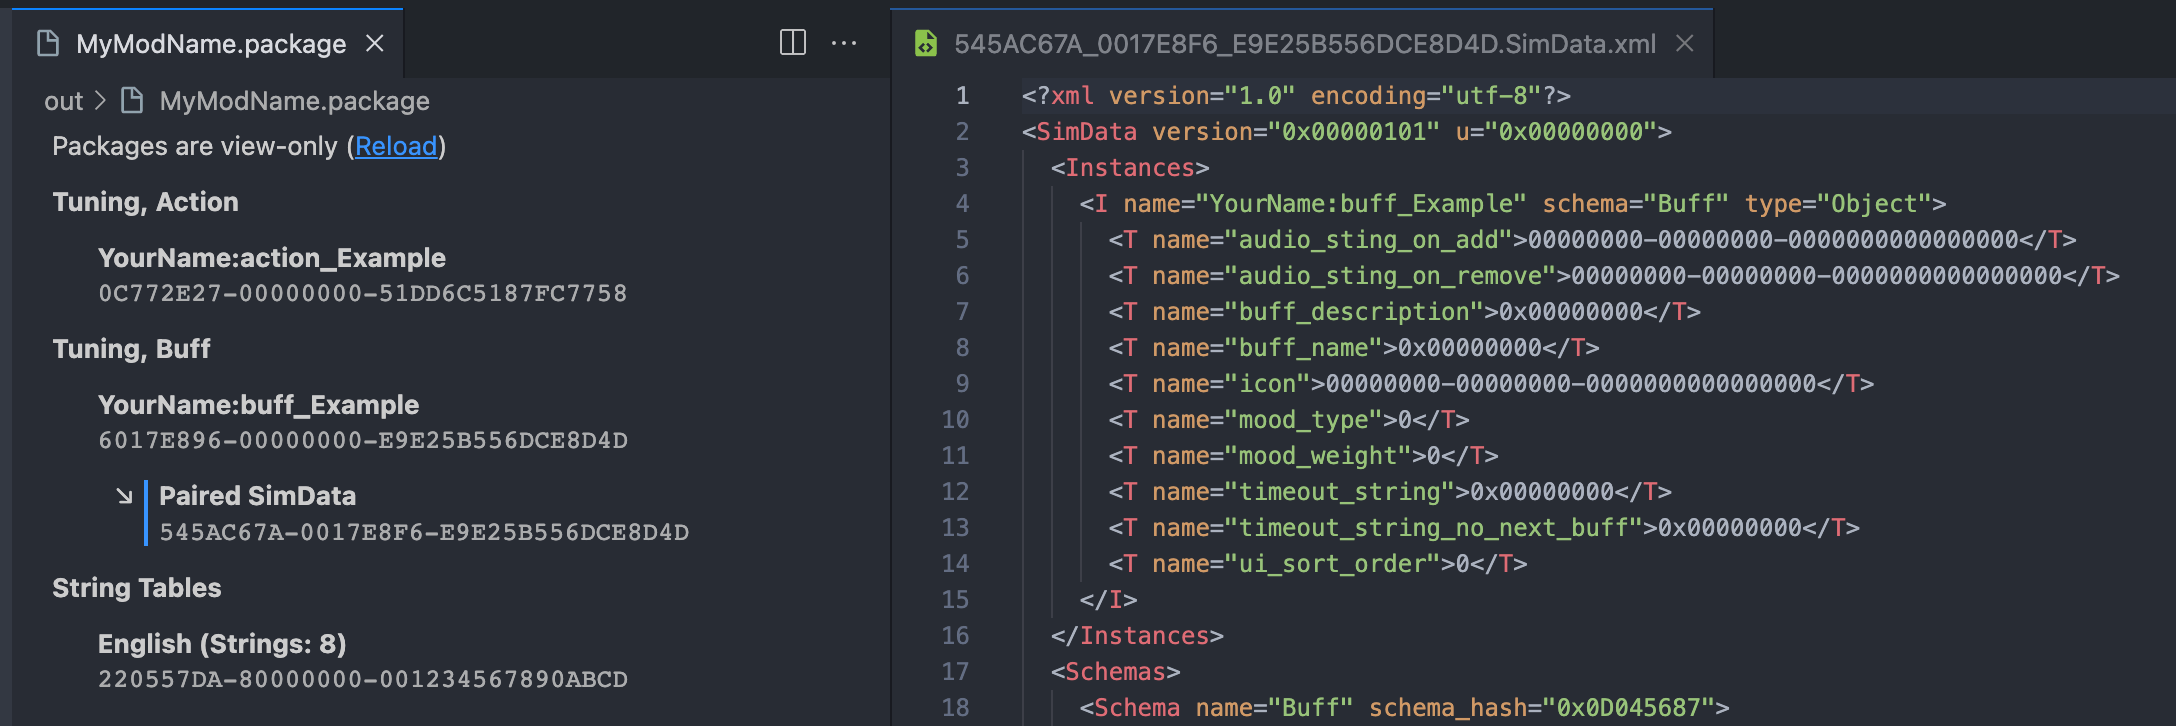 MyModName.package
out > MyModName.package
Packages are view-only (Reload)
Tuning, Action
YourName:action_Example
0C772E27-00000000-51DD6C5187FC7758
Tuning, Buff
YourName:buff_Example
6017E896-00000000-E9E25B556DCE8D4D
Paired SimData
545AC67A-0017E8F6-E9E25B556DCE8D4D
String Tables
English (Strings: 8)
220557DA-80000000-001234567890ABCD
545AC67A_0017E8F6_E9E25B556DCE8D4D.SimData.xml
1 <?xml version="1.0" encoding="utf-8"?>
2 <SimData version="0x00000101" u="0x00000000">
3 <Instances>
4 <I name="YourName:buff_Example" schema="Buff" type="Object">
5 <T name="audio_sting_on_add">00000000-00000000-0000000000000000</T>
6 <T name="audio_sting_on_remove">00000000-00000000-0000000000000000</T>
7 <T name="buff_description">0x00000000</T>
8 <T name="buff_name">0x00000000</T>
9 <T name="icon">00000000-00000000-0000000000000000</T>
10 <T name="mood_type">0</T>
11 <T name="mood_weight">0</T>
12 <T name="timeout_string">0x00000000</T>
13 <T name="timeout_string_no_next_buff">0x00000000</T>
14 <T name="ui_sort_order">0</T>
15 </I>
16 </Instances>
17 <Schemas>
18 <Schema name="Buff" schema_hash="0x0D045687">